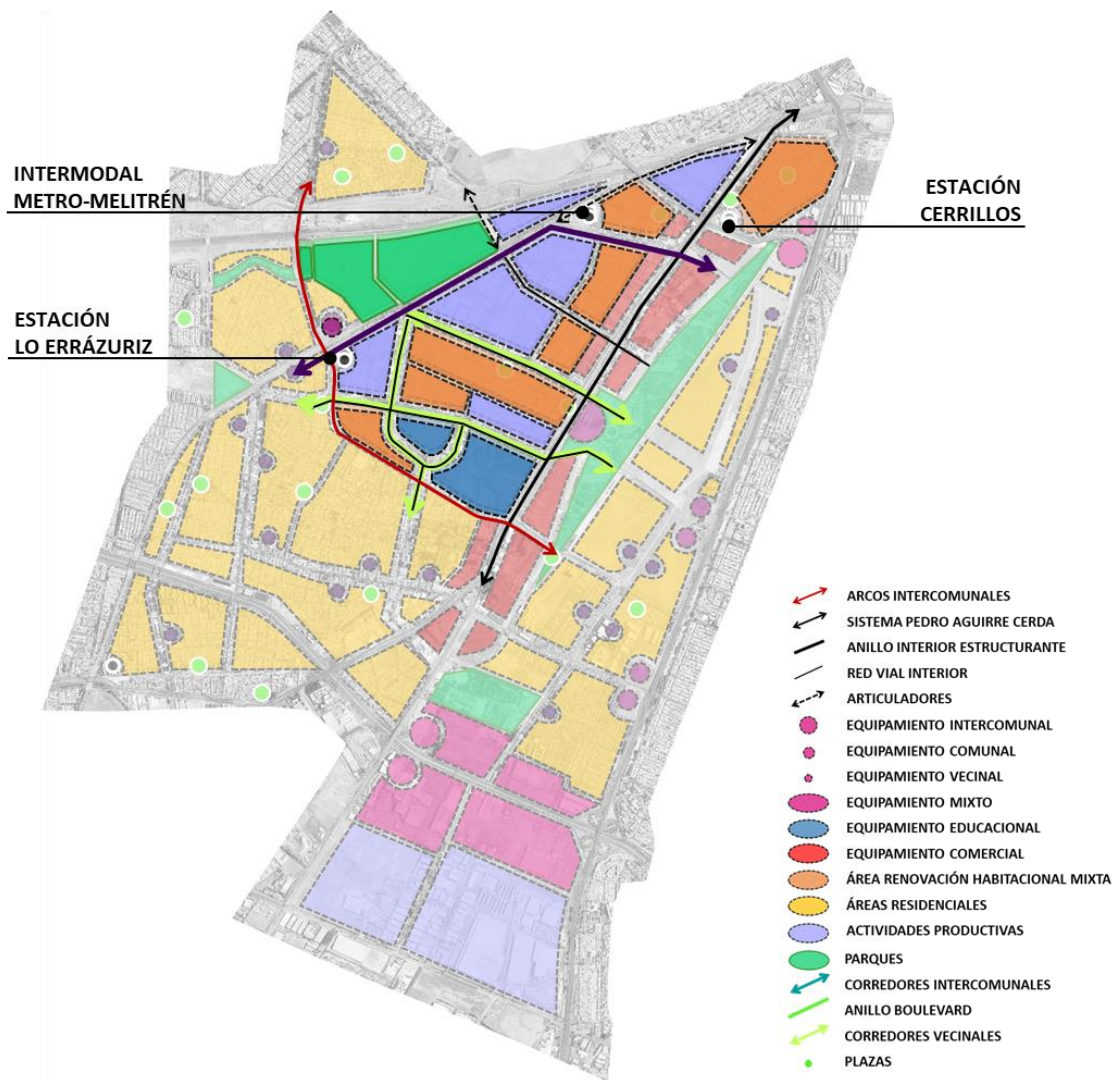 INTERMODAL
METRO-MELITRÉN
ESTACIÓN
CERRILLOS
ESTACIÓN
LO ERRÁZURIZ
ARCOS INTERCOMUNALES
SISTEMA PEDRO AGUIRRE CERDA
ANILLO INTERIOR ESTRUCTURANTE
RED VIAL INTERIOR
ARTICULADORES
EQUIPAMIENTO INTERCOMUNAL
EQUIPAMIENTO COMUNAL
EQUIPAMIENTO VECINAL
EQUIPAMIENTO MIXTO
EQUIPAMIENTO EDUCACIONAL
EQUIPAMIENTO COMERCIAL
ÁREA RENOVACIÓN HABITACIONAL MIXTA
ÁREAS RESIDENCIALES
ACTIVIDADES PRODUCTIVAS
PARQUES
CORREDORES INTERCOMUNALES
ANILLO BOULEVARD
CORREDORES VECINALES
PLAZAS